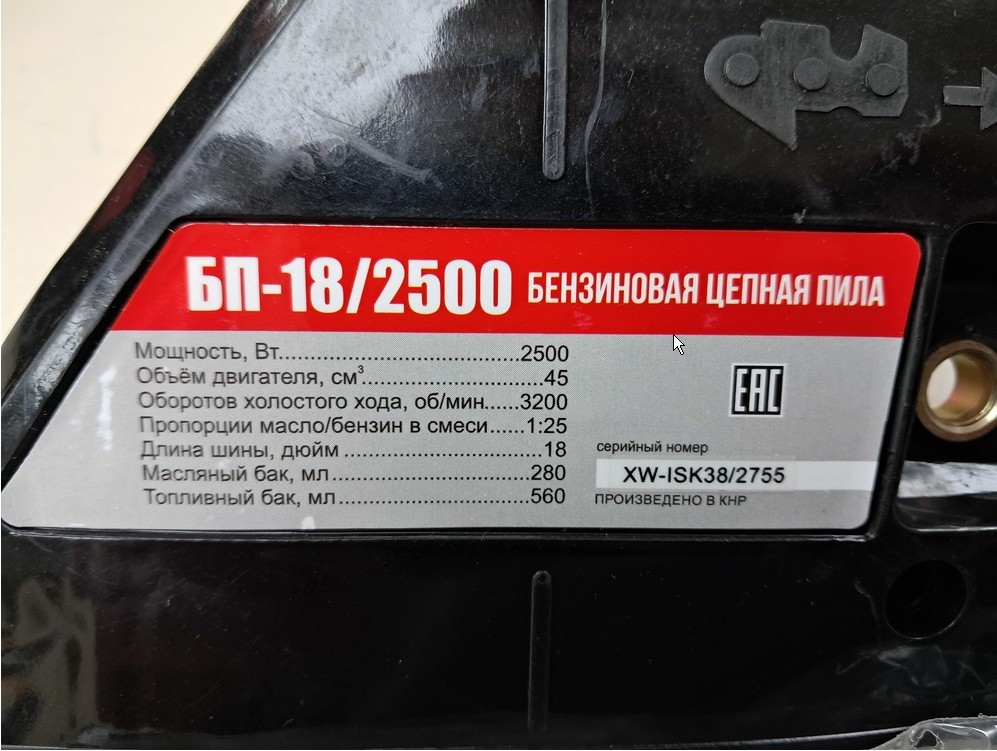 БП-18/2500 БЕНЗИНОВАЯ ЦЕПНАЯ ПИЛА
Мощность, Вт......................................2500
Объём двигателя, см³.............................45
Оборотов холостого хода, об/мин......3200
Пропорции масло/бензин в смеси......1:25
Длина шины, дюйм ................................18
Масляный бак, мл................................280
Топливный бак, мл...............................560
EAC
серийный номер
XW-ISK38/2755
ПРОИЗВЕДЕНО В КНР